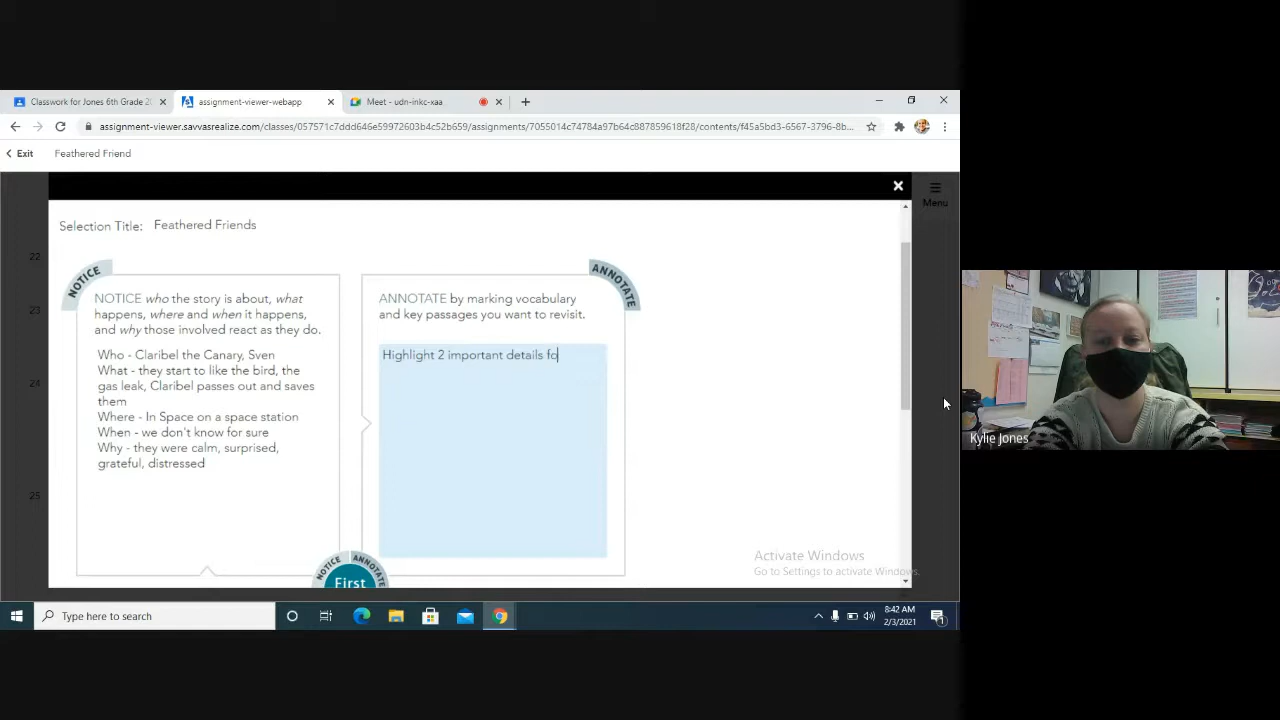 Classwork for Jones 6th Grade 20
assignment-viewer-webapp
Meet - udn-inkc-xaa
assignment-viewer.savvasrealize.com/classes/057571c7ddd646e59972603b4c52b659/assignments/7055014c74784a97b64c887859618f28/contents/f45a5bd3-6567-3796-8b...
Exit
Feathered Friend
Menu
Selection Title: Feathered Friends
22
23
24
25
NOTICE
NOTICE who the story is about, what
happens, where and when it happens,
and why those involved react as they do.
Who - Claribel the Canary, Sven
What - they start to like the bird, the
gas leak, Claribel passes out and saves
them
Where - In Space on a space station
When - we don't know for sure
Why - they were calm, surprised,
grateful, distressed
ANNOTATE
ANNOTATE by marking vocabulary
and key passages you want to revisit.
Highlight 2 important details fo
NOTICE
ANNOTATE
First
Activate Windows
Go to Settings to activate Windows.
Kylie Jones
Type here to search
8:42 AM
2/3/2021
1